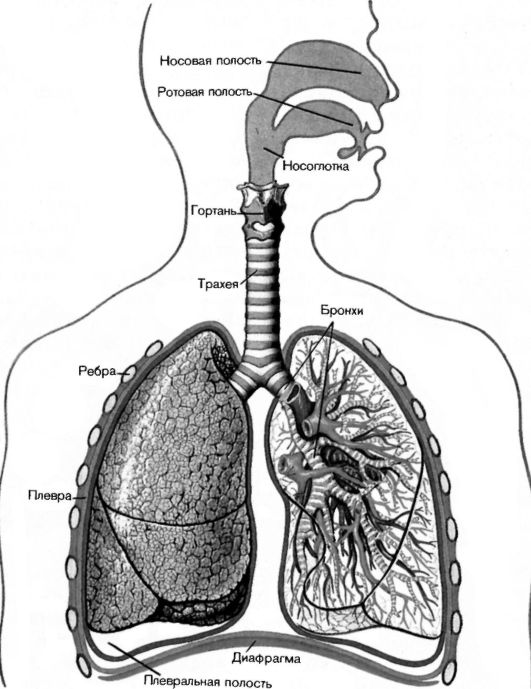 Носовая полость
Ротовая полость
Носоглотка
Гортань
Трахея
Бронхи
Ребра
Плевра
Диафрагма
Плевральная полость